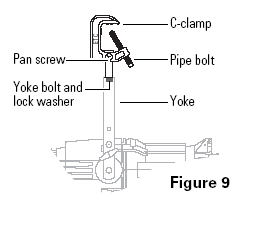 C-clamp
Pan screw
Pipe bolt
Yoke bolt and
lock washer
Yoke
Figure 9